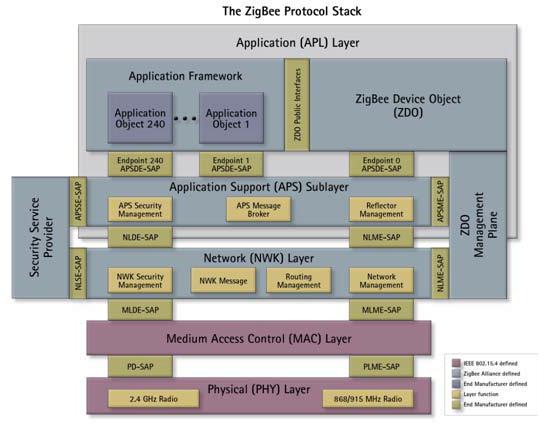 The ZigBee Protocol Stack
Application (APL) Layer
Application Framework
Application
Object 240
Application
Object 1
ZDO Public Interfaces
ZigBee Device Object
(ZDO)
Endpoint 240
APSDE-SAP
Endpoint 1
APSDE-SAP
Endpoint 0
APSDE-SAP
Security Service
Provider
APSSE-SAP
Application Support (APS) Sublayer
APS Security
Management
APS Message
Broker
Reflector
Management
APSME-SAP
ZDO
Management
Plane
NLDE-SAP
NLME-SAP
NLSE-SAP
Network (NWK) Layer
NWK Security
Management
NWK Message
Routing
Management
Network
Management
NLME-SAP
MLDE-SAP
MLME-SAP
Medium Access Control (MAC) Layer
PD-SAP
PLME-SAP
Physical (PHY) Layer
2.4 GHz Radio
868/915 MHz Radio
IEEE 802.15.4 defined
ZigBee Alliance defined
End Manufacturer defined
Layer function
End Manufacturer defined